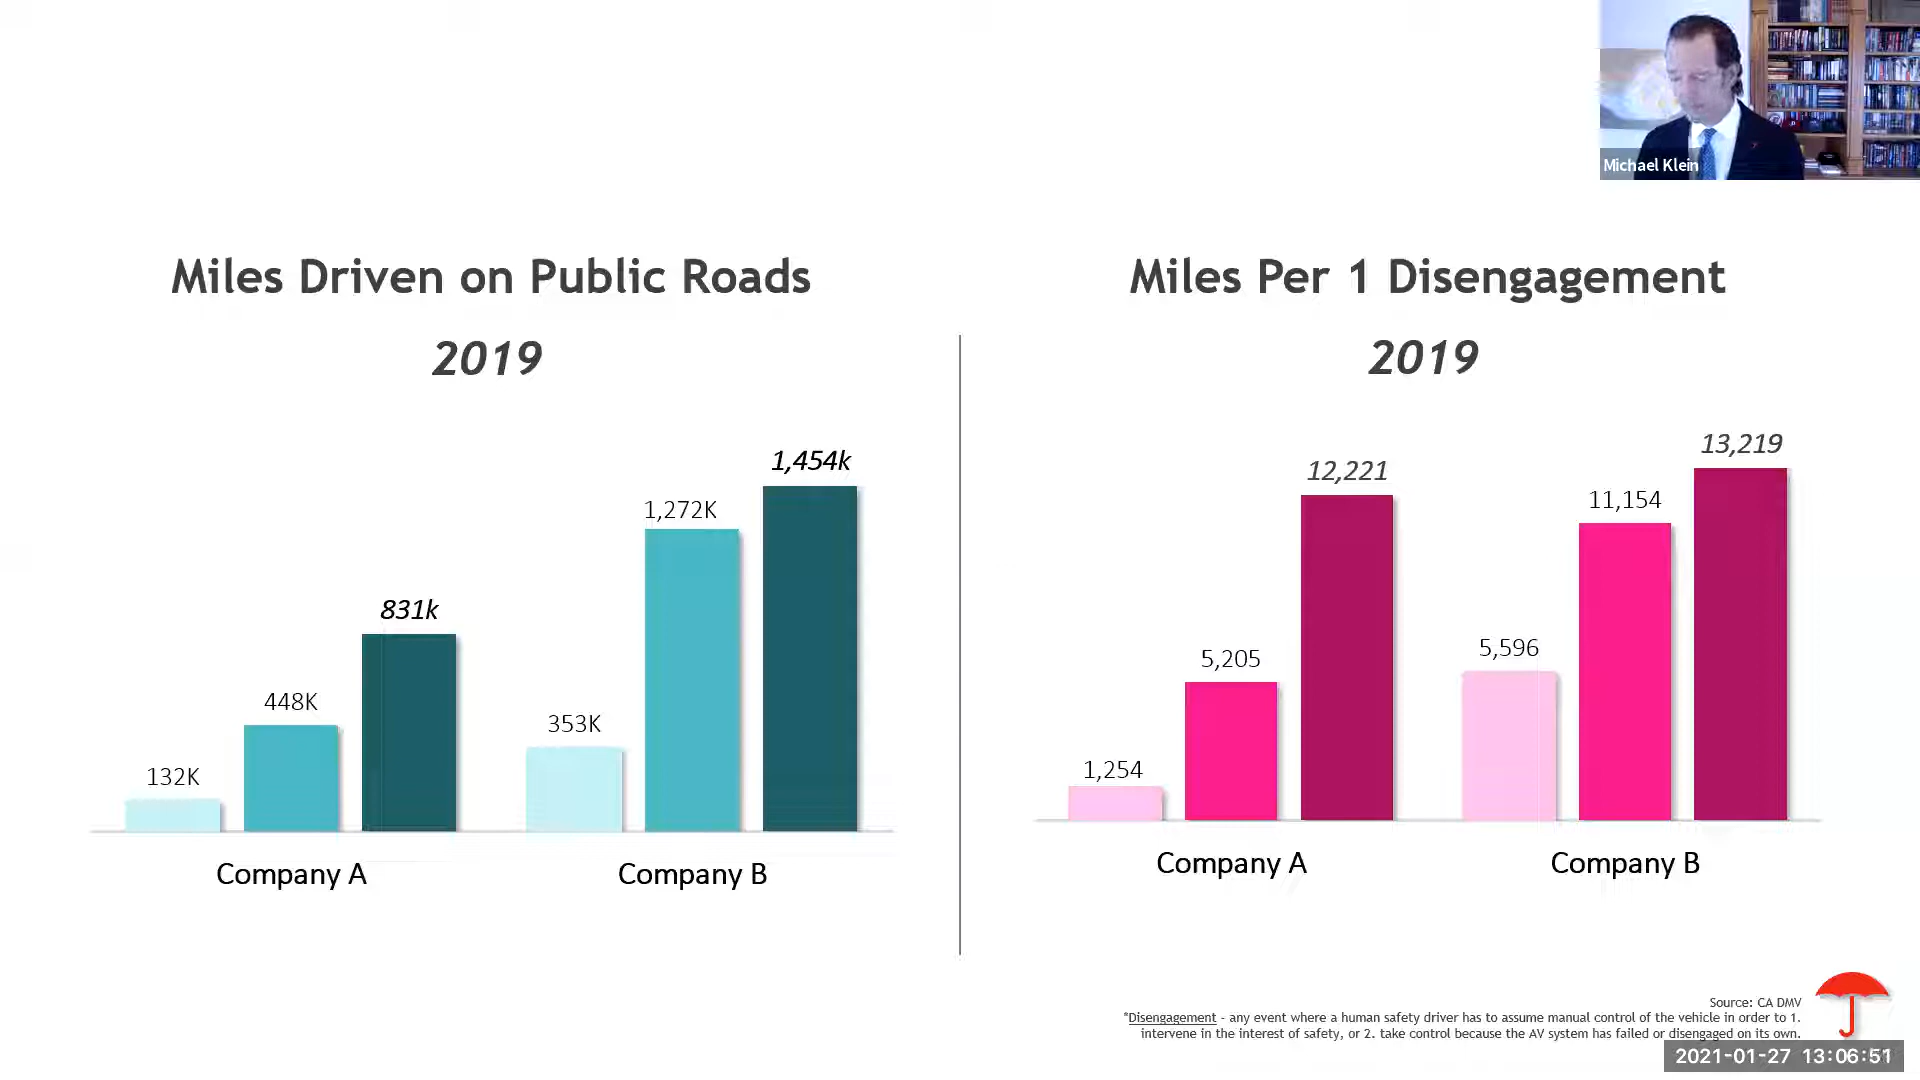 Michael Klein
Miles Driven on Public Roads
2019
1,454k
1,272K
831k
448K
353K
132K
Company A
Company B
Miles Per 1 Disengagement
2019
13,219
12,221
11,154
5,205
5,596
1,254
Company A
Company B
Source: CA DMV
*Disengagement - any event where a human safety driver has to assume manual control of the vehicle in order to 1.
intervene in the interest of safety, or 2. take control because the AV system has failed or disengaged on its own.
2021-01-27 13:06:51